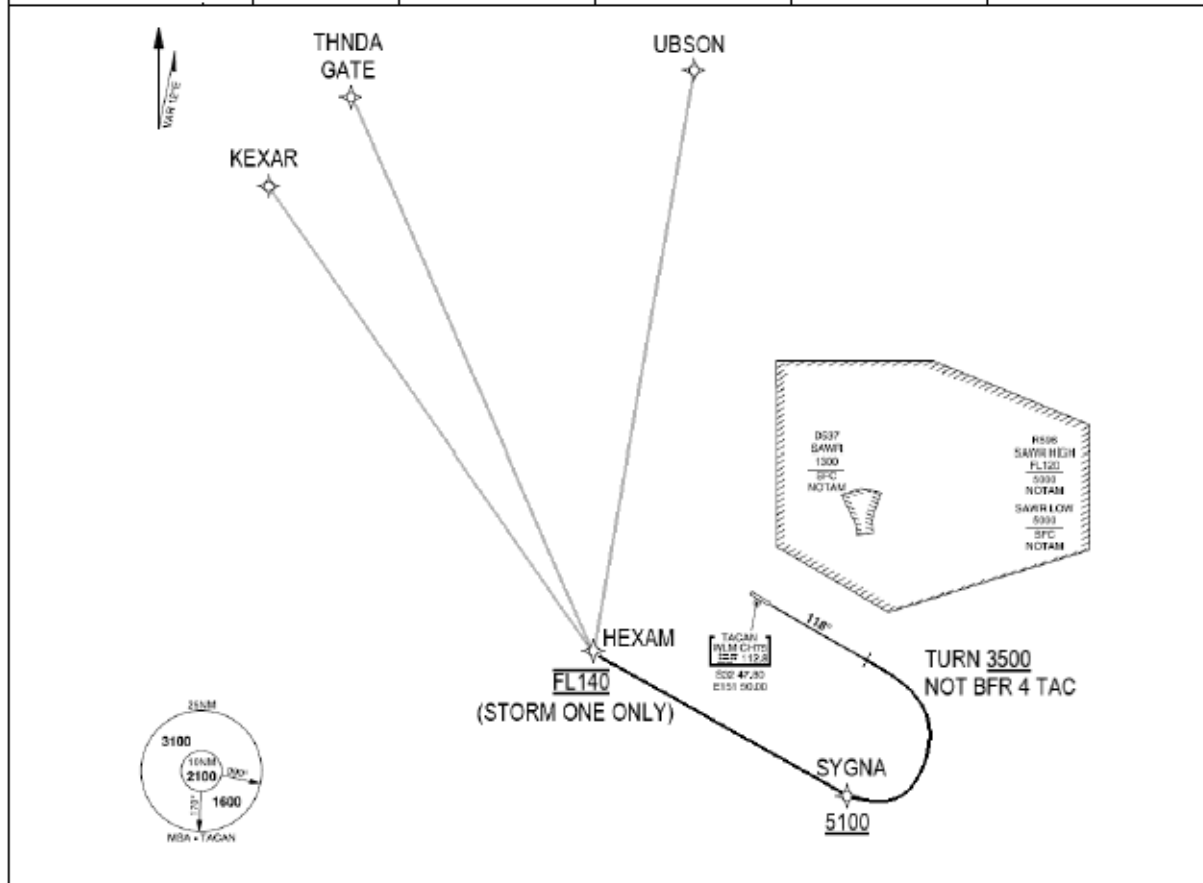 THNDA
GATE
UBSON
VAR 12°E
KEXAR
D537
SAWR
1300
SFC
NOTAM
R596
SAWR HIGH
FL120
5000
NOTAM
SAWR LOW
5000
SFC
NOTAM
118°
HEXAM
TACAN
WLM CH75
112.8
S32 47.80
E151 50.00
TURN 3500
NOT BFR 4 TAC
FL140
(STORM ONE ONLY)
25NM
3100
10NM
2100
090°
1600
170°
MSA - TACAN
SYGNA
5100